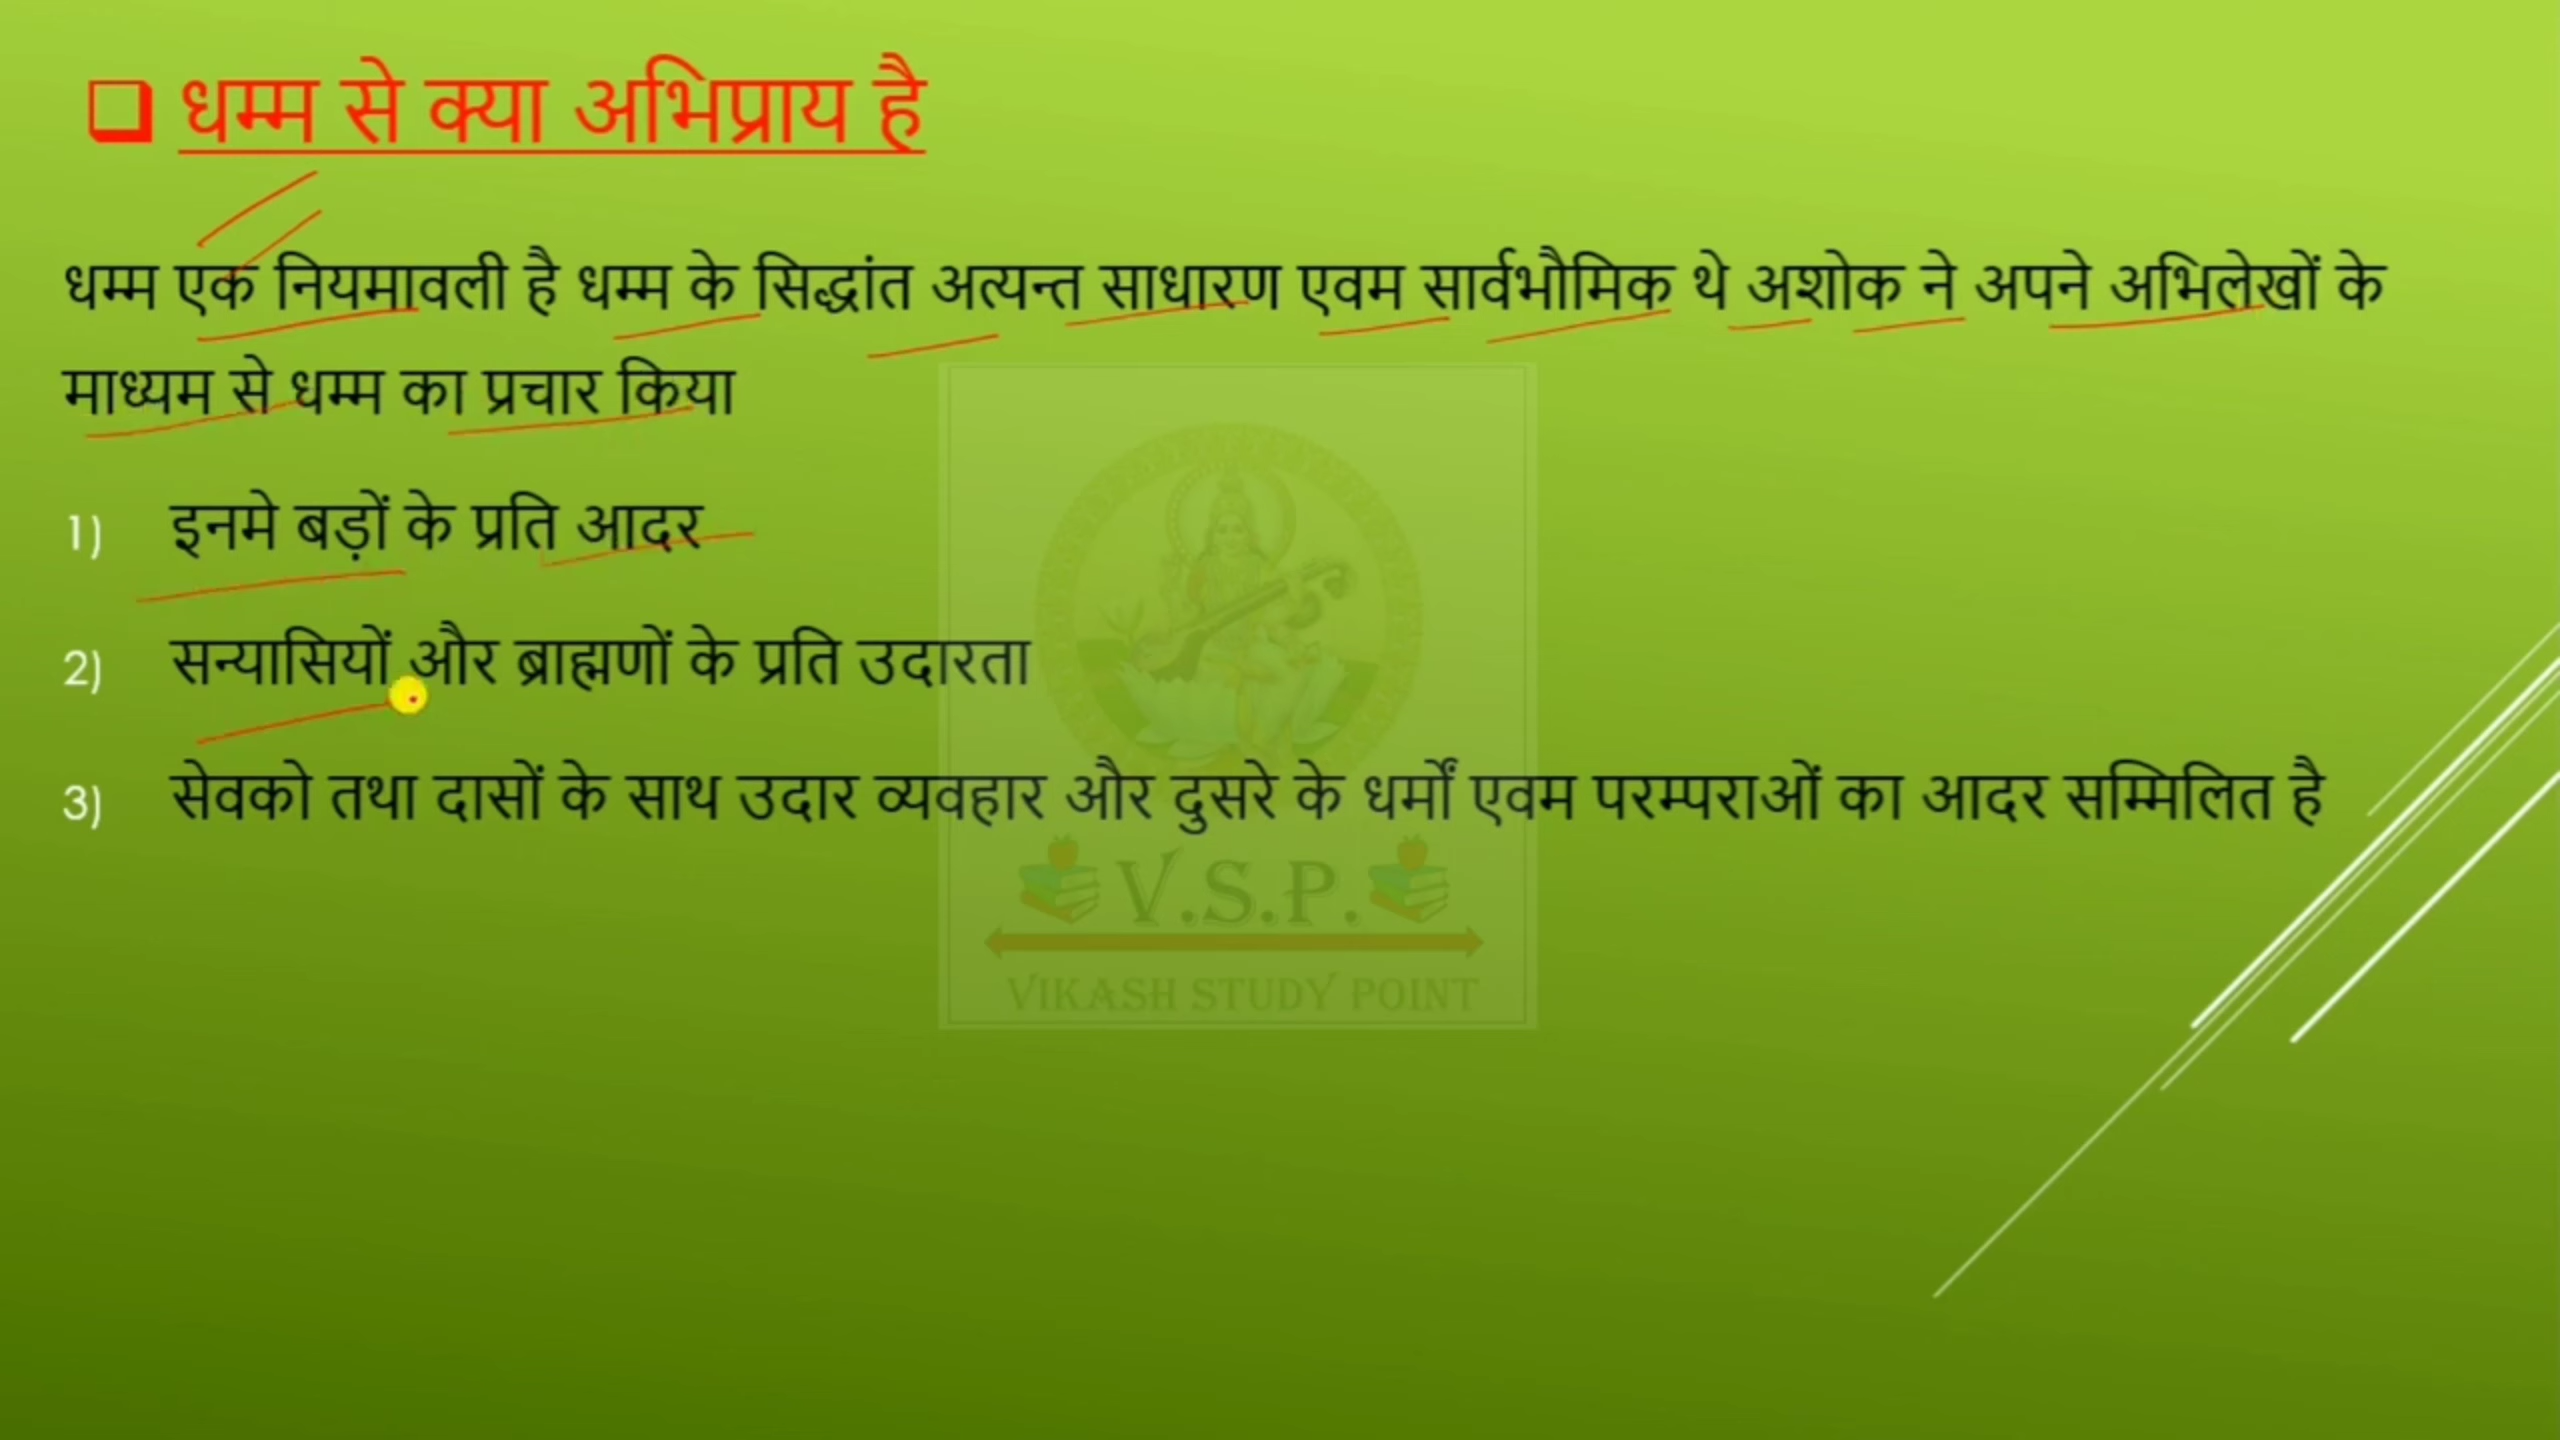 धम्म से क्या अभिप्राय है
धम्म एक नियमावली है धम्म के सिद्धांत अत्यन्त साधारण एवम सार्वभौमिक थे अशोक ने अपने अभिलेखों के
माध्यम से धम्म का प्रचार किया
1) इनमे बड़ों के प्रति आदर
2) सन्यासियों और ब्राह्मणों के प्रति उदारता
3) सेवको तथा दासों के साथ उदार व्यवहार और दुसरे के धर्मों एवम परम्पराओं का आदर सम्मिलित है
V.S.P.
VIKASH STUDY POINT